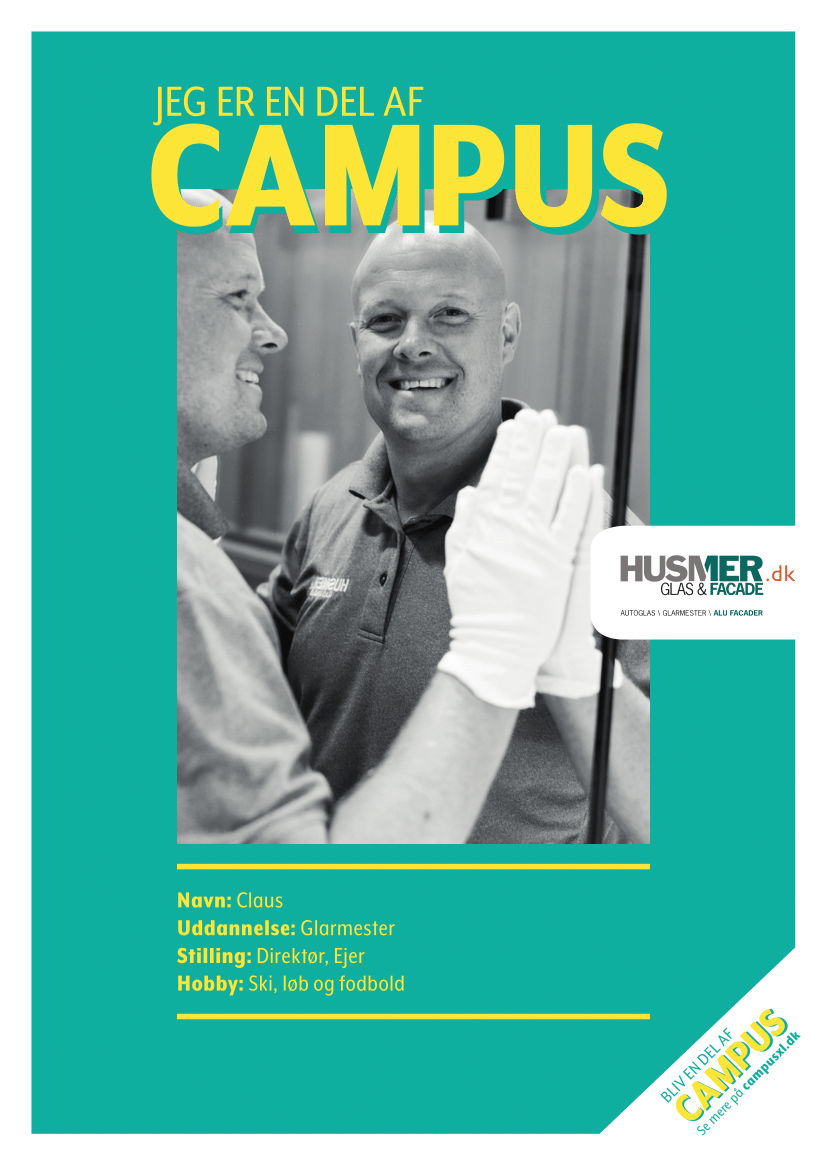 JEG ER EN DEL AF
CAMPUS
HUSMER.dk
GLAS & FACADE
AUTOGLAS \ GLARMESTER \ ALU FACADER
Navn: Claus
Uddannelse: Glarmester
Stilling: Direktør, Ejer
Hobby: Ski, løb og fodbold
BLIV EN DEL AF
CAMPUS
Se mere på campusxl.dk